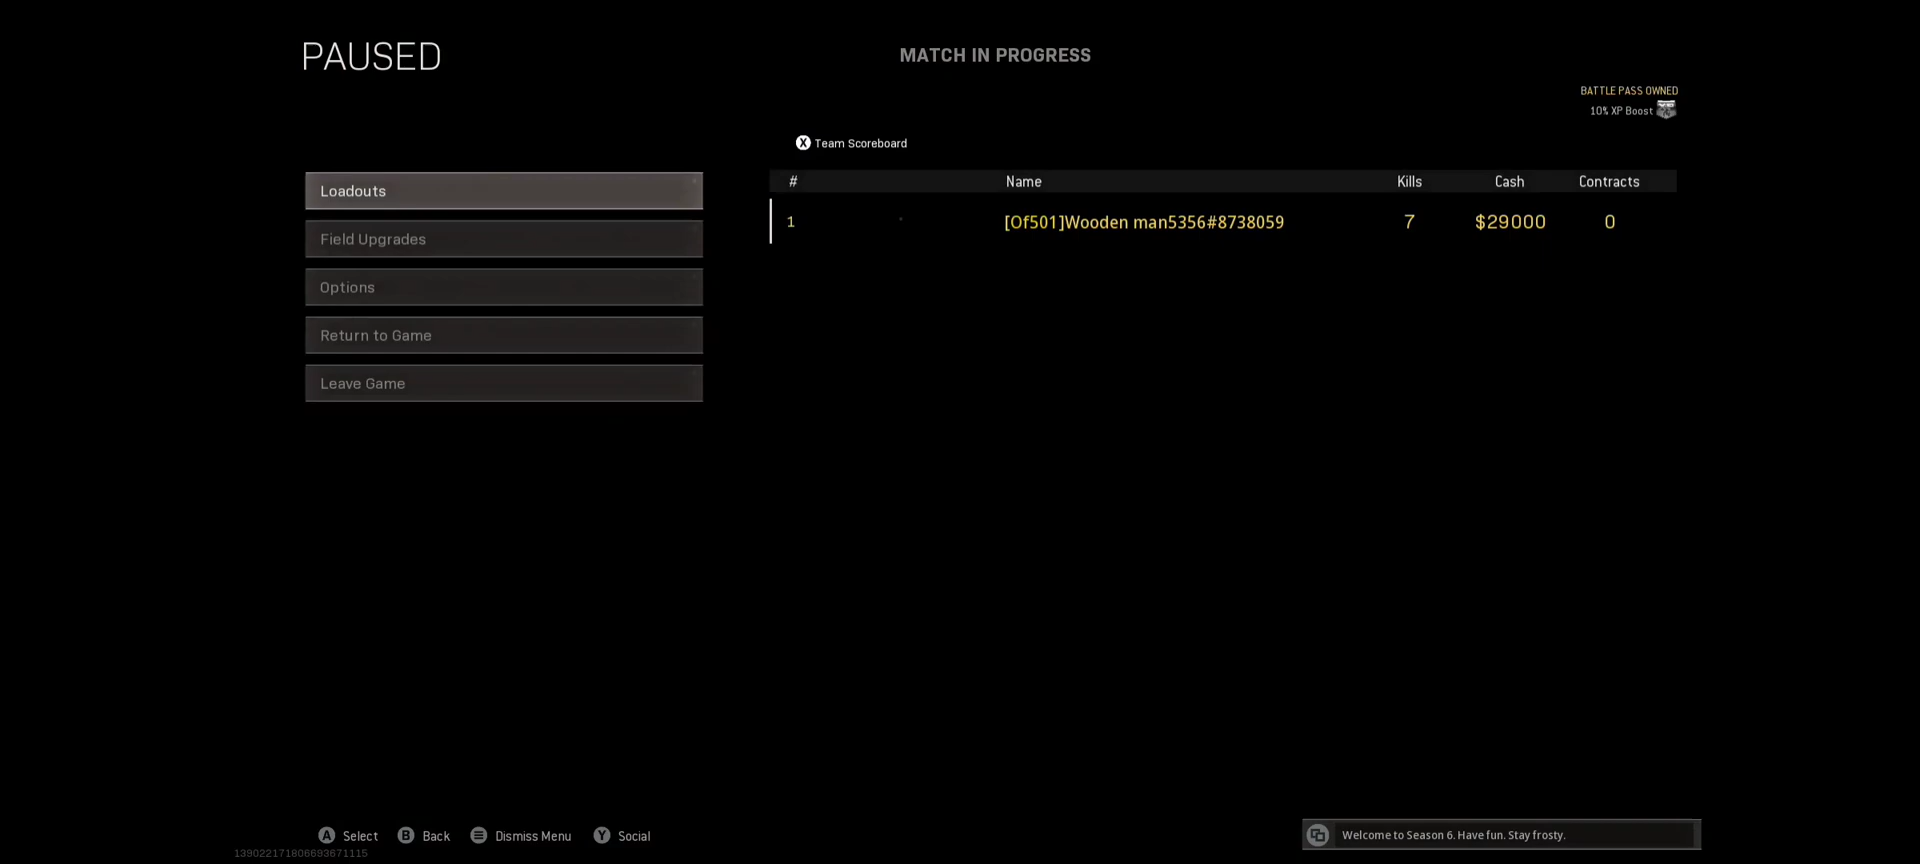 PAUSED
MATCH IN PROGRESS
BATTLE PASS OWNED
10% XP Boost
X Team Scoreboard
# Name Kills Cash Contracts
1 [Of501]Wooden man5356#8738059 7 $29000 0
Loadouts
Field Upgrades
Options
Return to Game
Leave Game
A Select B Back Dismiss Menu Y Social
Welcome to Season 6. Have fun. Stay frosty.
13902217180669367​1115